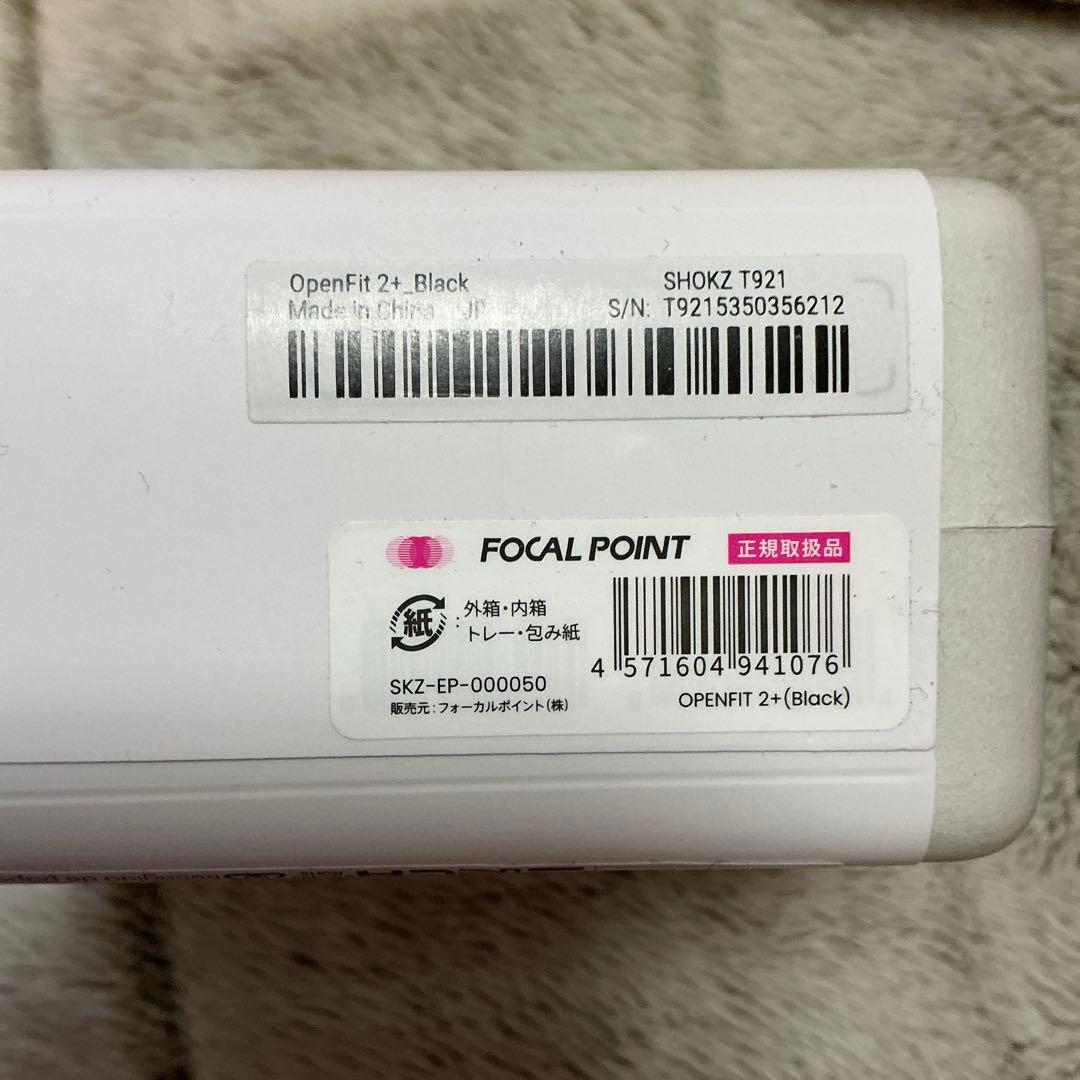 OpenFit 2+_Black
SHOKZ T921
Made in China JP
S/N: T9215350356212
FOCAL POINT
正規取扱品
紙 : 外箱・内箱
トレー・包み紙
4 571604 941076
SKZ-EP-000050
OPENFIT 2+(Black)
販売元:フォーカルポイント(株)